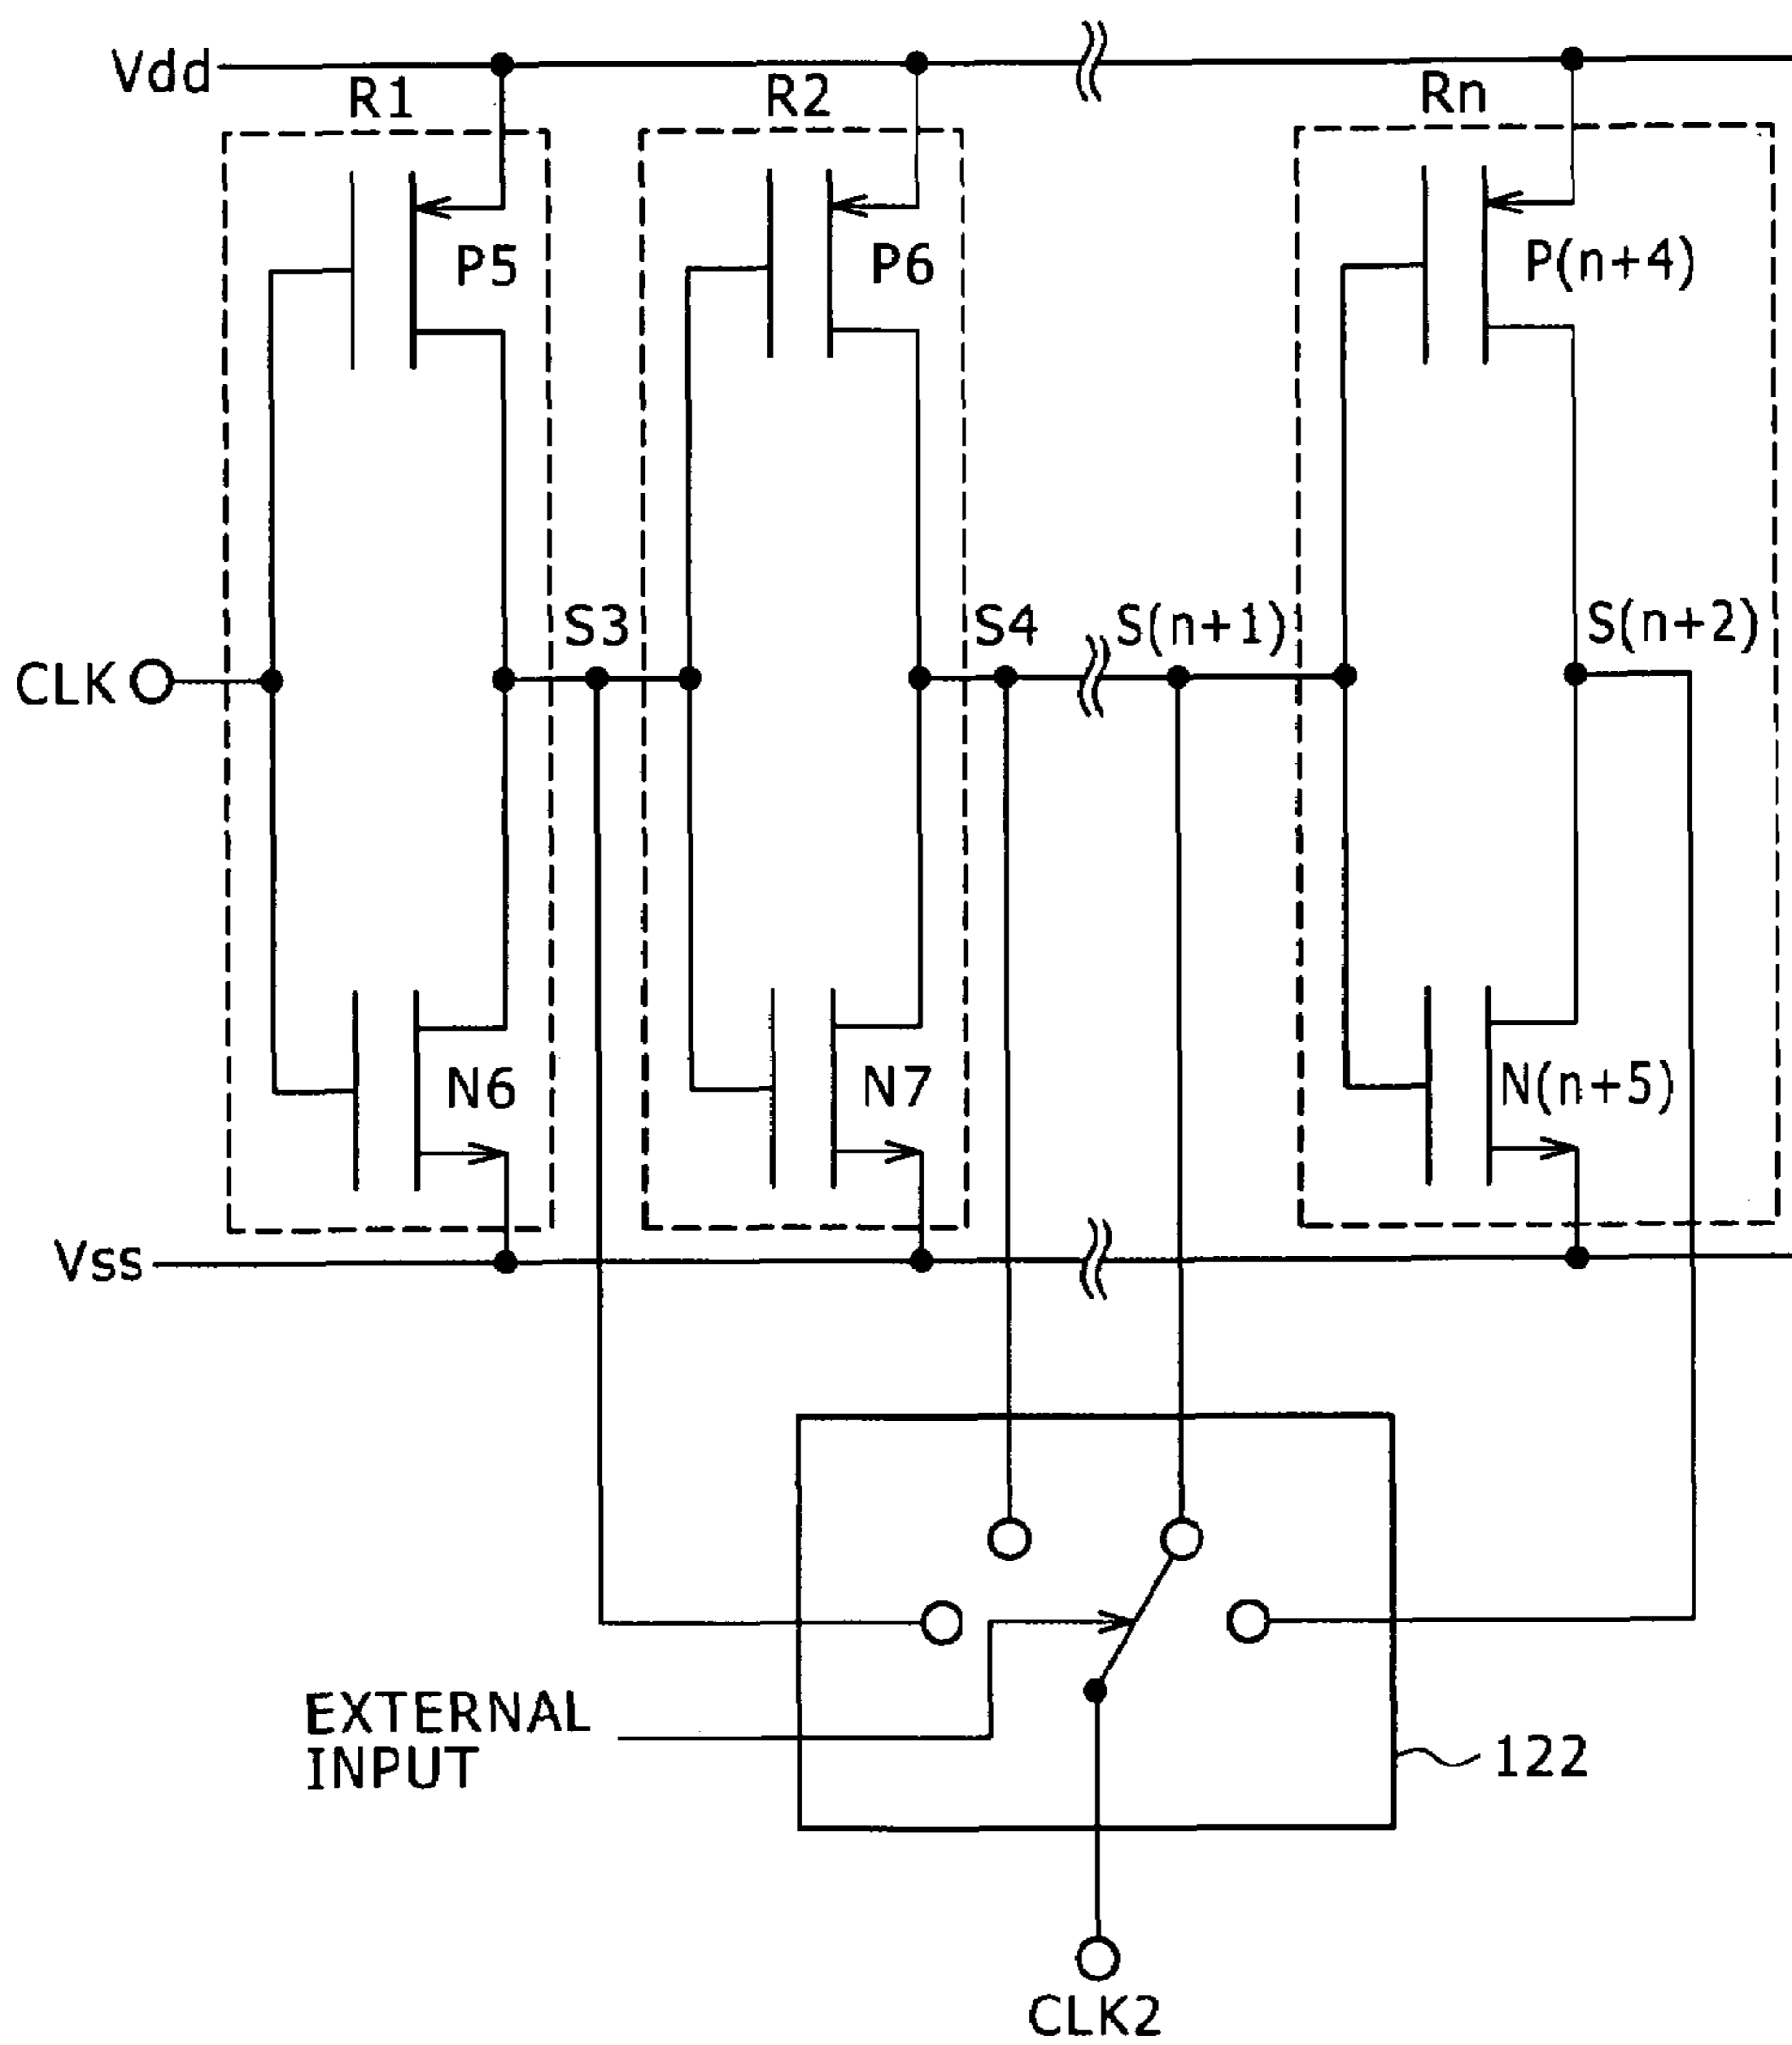 Vdd
R1
R2
Rn
P5
P6
P(n+4)
S3
S4
S(n+1)
S(n+2)
CLK
N6
N7
N(n+5)
Vss
EXTERNAL
INPUT
122
CLK2